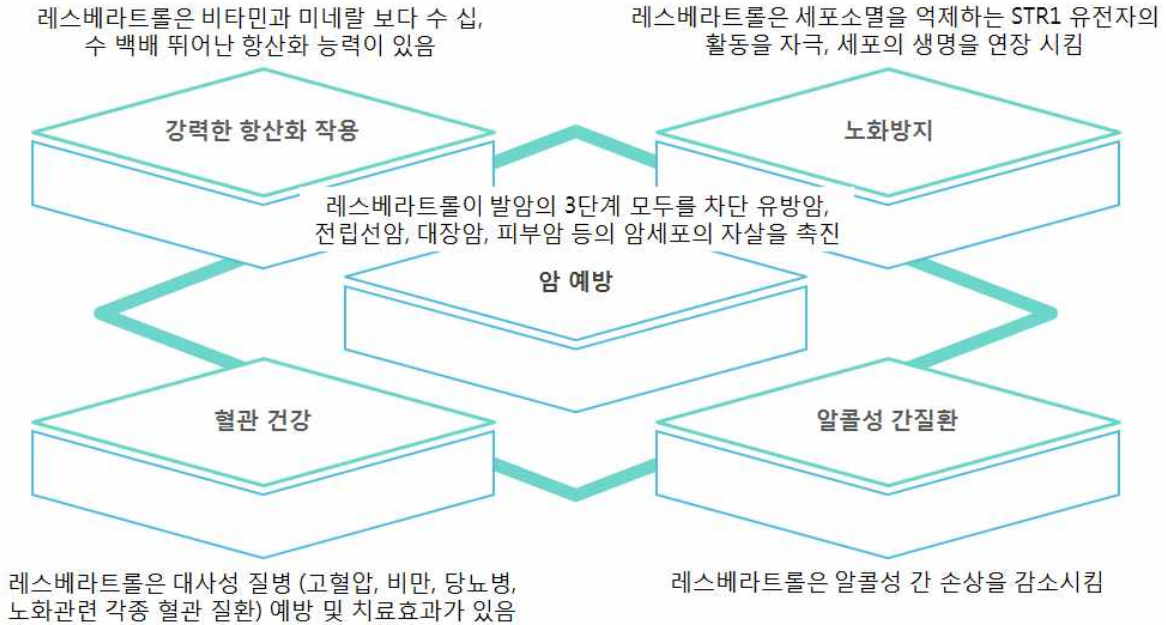 레스베라트롤은 비타민과 미네랄 보다 수 십,
수 백배 뛰어난 항산화 능력이 있음
강력한 항산화 작용
레스베라트롤은 세포소멸을 억제하는 STR1 유전자의
활동을 자극, 세포의 생명을 연장 시킴
노화방지
레스베라트롤이 발암의 3단계 모두를 차단 유방암,
전립선암, 대장암, 피부암 등의 암세포의 자살을 촉진
암 예방
혈관 건강
레스베라트롤은 대사성 질병 (고혈압, 비만, 당뇨병,
노화관련 각종 혈관 질환) 예방 및 치료효과가 있음
알콜성 간질환
레스베라트롤은 알콜성 간 손상을 감소시킴